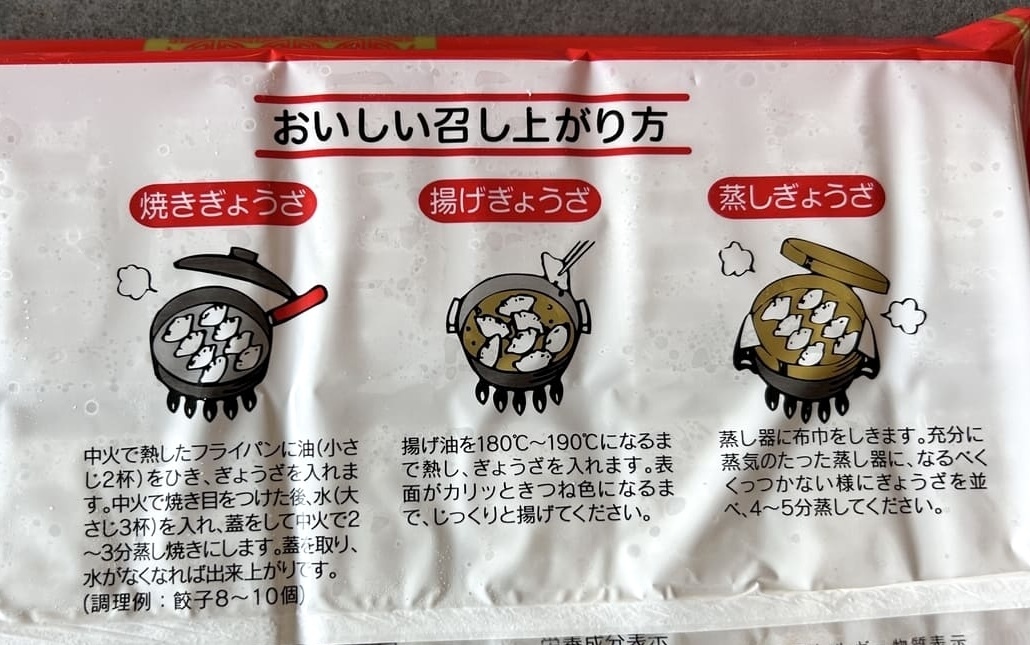 おいしい召し上がり方
焼きぎょうざ
中火で熱したフライパンに油(小さ
じ2杯)をひき、ぎょうざを入れま
す。中火で焼き目をつけた後、水(大
さじ3杯)を入れ、蓋をして中火で2
〜3分蒸し焼きにします。蓋を取り、
水がなくなれば出来上がりです。
(調理例:餃子8〜10個)
揚げぎょうざ
揚げ油を180℃〜190℃になるま
で熱し、ぎょうざを入れます。表
面がカリッときつね色になるま
で、じっくりと揚げてください。
蒸しぎょうざ
蒸し器に布巾をしきます。充分に
蒸気のたった蒸し器に、なるべく
くっつかない様にぎょうざを並
べ、4〜5分蒸してください。
栄養成分表示
物質表示